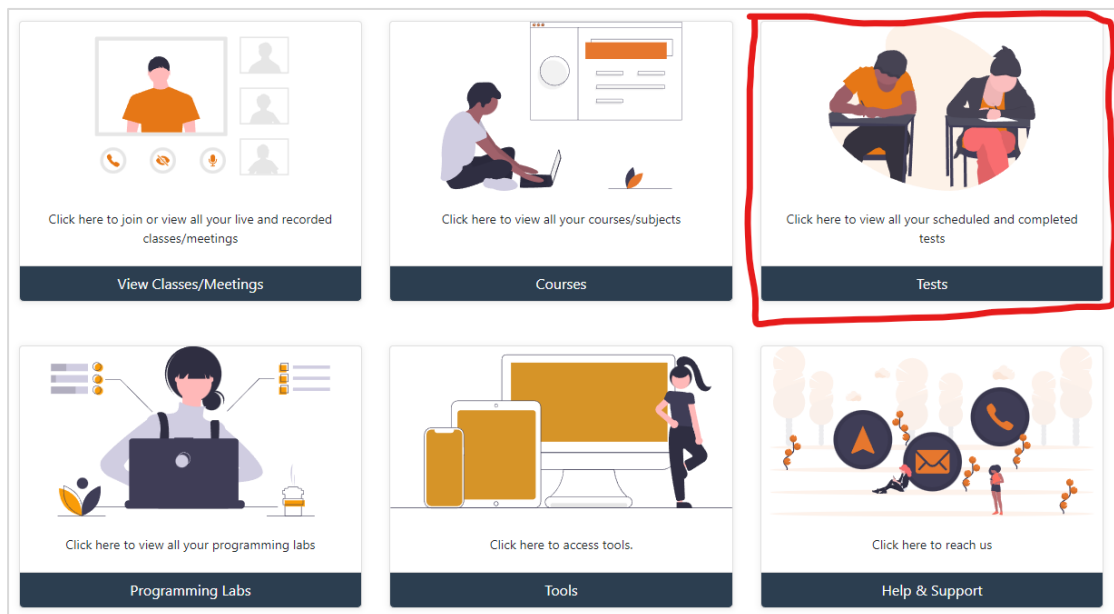 Click here to join or view all your live and recorded
classes/meetings
View Classes/Meetings
Click here to view all your courses/subjects
Courses
Click here to view all your scheduled and completed
tests
Tests
Click here to view all your programming labs
Programming Labs
Click here to access tools.
Tools
Click here to reach us
Help & Support